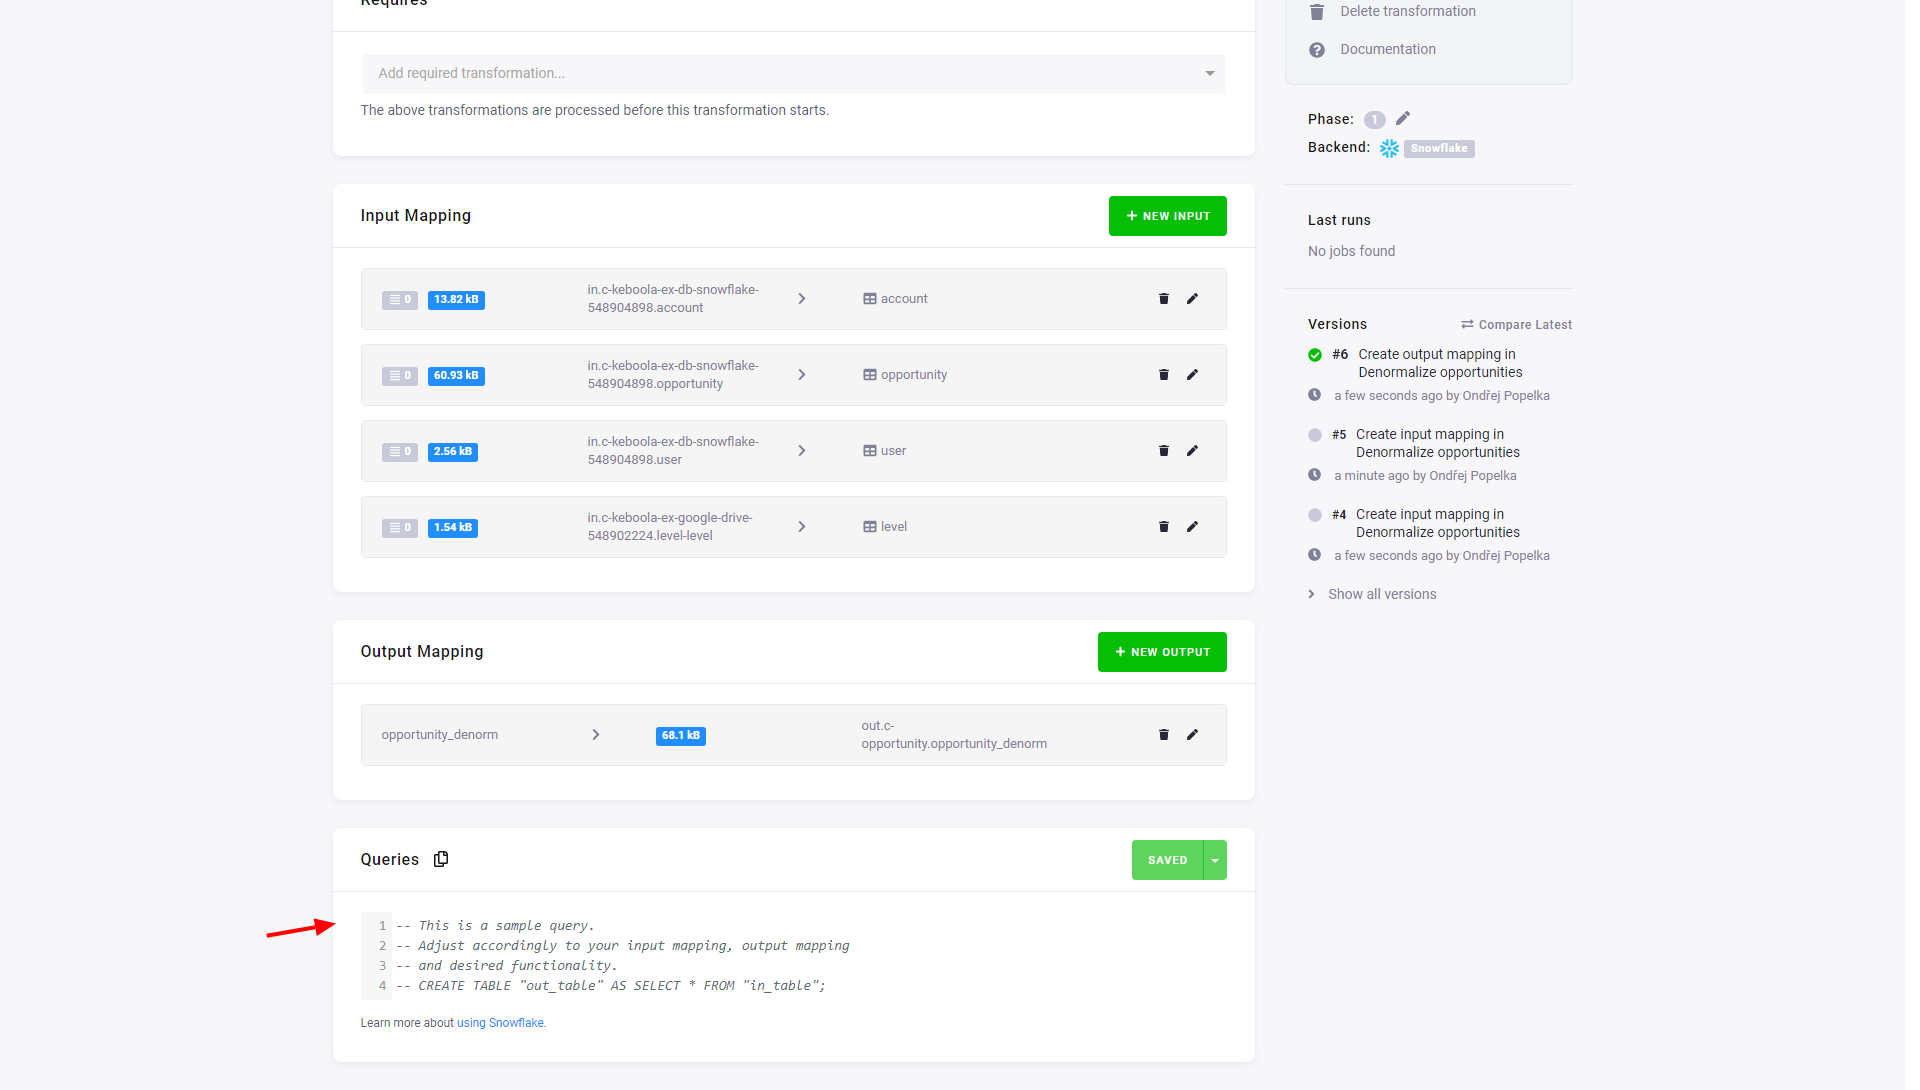 Requires
Add required transformation...
The above transformations are processed before this transformation starts.
Input Mapping
NEW INPUT
0
13.82 kB
in.c-keboola-ex-db-snowflake-
548904898.account
account
0
60.93 kB
in.c-keboola-ex-db-snowflake-
548904898.opportunity
opportunity
0
2.56 kB
in.c-keboola-ex-db-snowflake-
548904898.user
user
0
1.54 kB
in.c-keboola-ex-google-drive-
548902224.level-level
level
Output Mapping
NEW OUTPUT
opportunity_denorm
68.1 kB
out.c-
opportunity.opportunity_denorm
Queries
SAVED
1 -- This is a sample query.
2 -- Adjust accordingly to your input mapping, output mapping
3 -- and desired functionality.
4 -- CREATE TABLE "out_table" AS SELECT * FROM "in_table";
Learn more about using Snowflake.
Delete transformation
Documentation
Phase: 1
Backend: Snowflake
Last runs
No jobs found
Versions
Compare Latest
#6 Create output mapping in
Denormalize opportunities
a few seconds ago by Ondřej Popelka
#5 Create input mapping in
Denormalize opportunities
a minute ago by Ondřej Popelka
#4 Create input mapping in
Denormalize opportunities
a few seconds ago by Ondřej Popelka
Show all versions